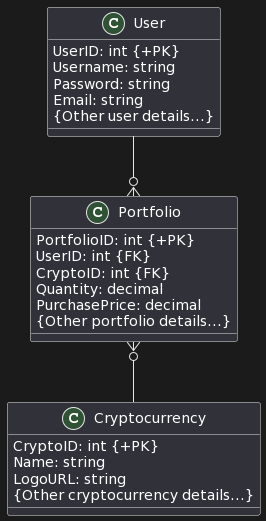 C User
UserID: int {+PK}
Username: string
Password: string
Email: string
{Other user details...}
C Portfolio
PortfolioID: int {+PK}
UserID: int {FK}
CryptoID: int {FK}
Quantity: decimal
PurchasePrice: decimal
{Other portfolio details...}
C Cryptocurrency
CryptoID: int {+PK}
Name: string
LogoURL: string
{Other cryptocurrency details...}